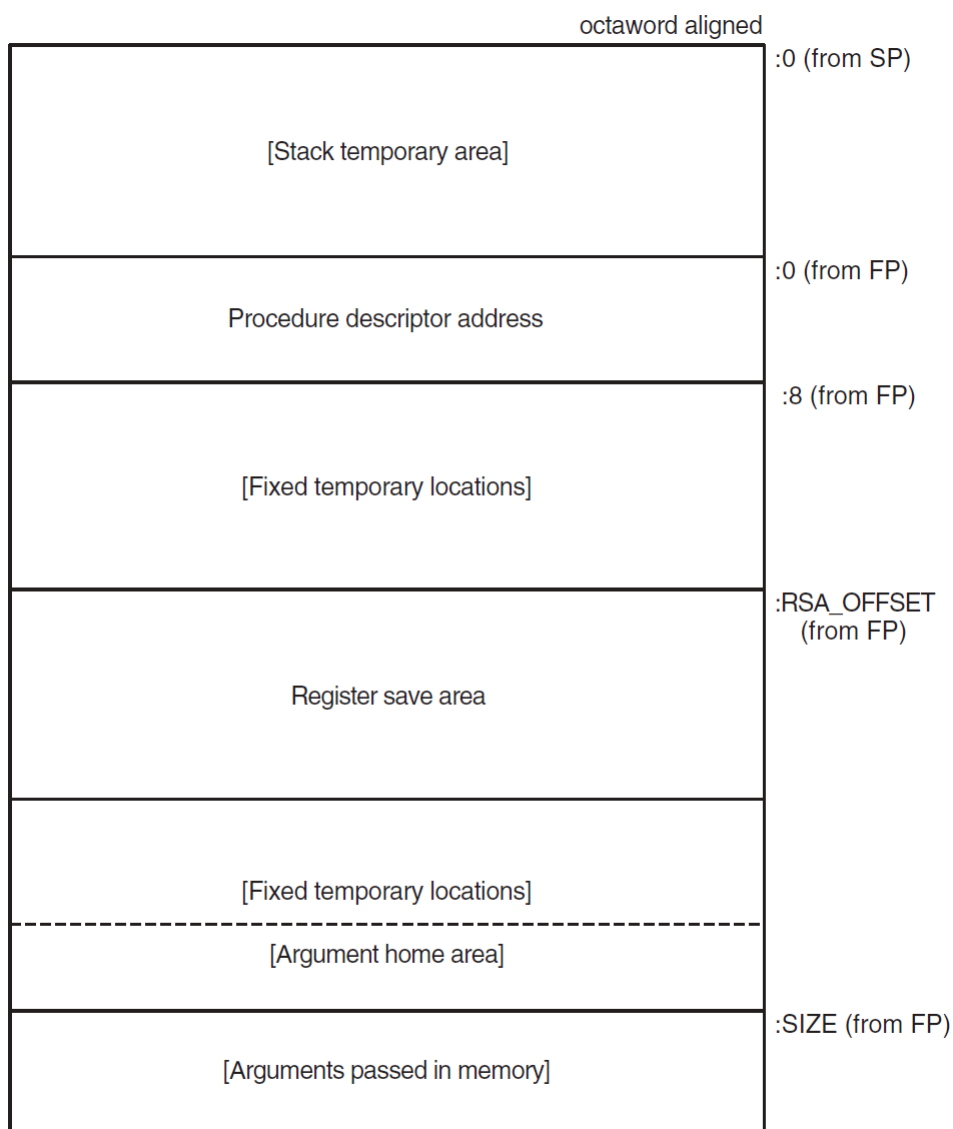 octaword aligned
:0 (from SP)
[Stack temporary area]
:0 (from FP)
Procedure descriptor address
:8 (from FP)
[Fixed temporary locations]
:RSA_OFFSET
(from FP)
Register save area
[Fixed temporary locations]
[Argument home area]
:SIZE (from FP)
[Arguments passed in memory]